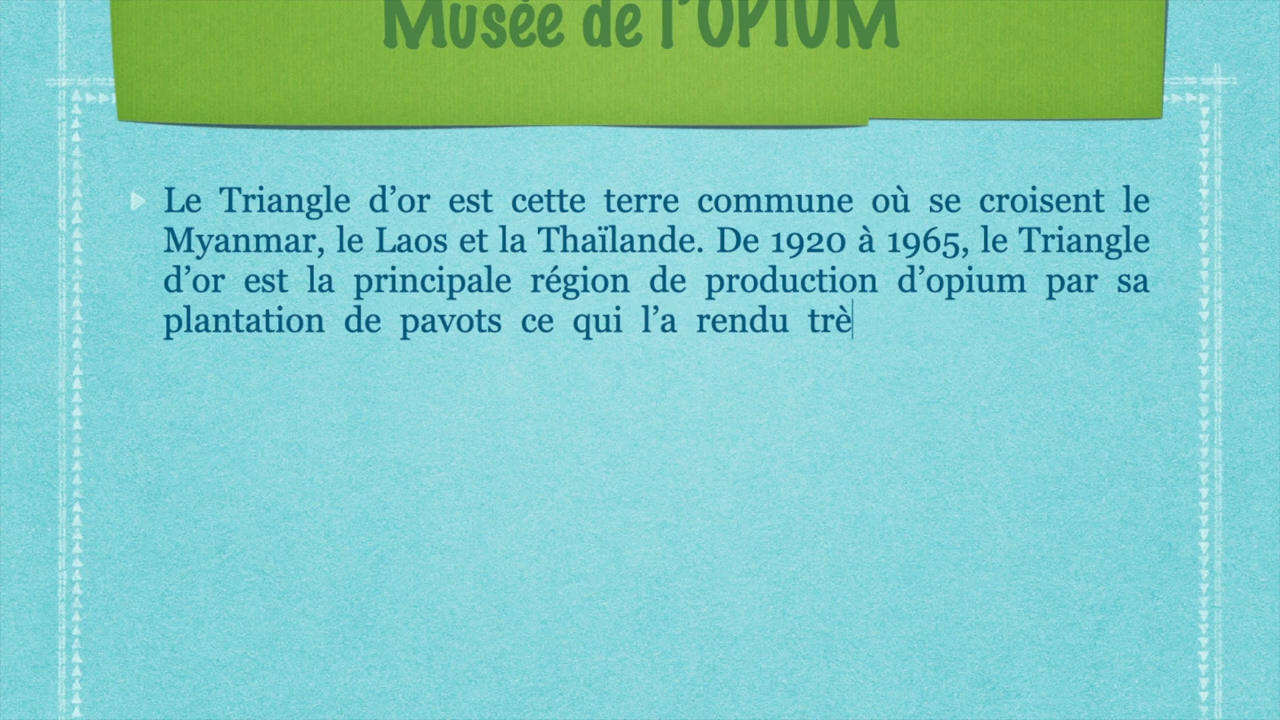 Musée de l’OPIUM
Le Triangle d’or est cette terre commune où se croisent le
Myanmar, le Laos et la Thaïlande. De 1920 à 1965, le Triangle
d’or est la principale région de production d’opium par sa
plantation de pavots ce qui l’a rendu trè